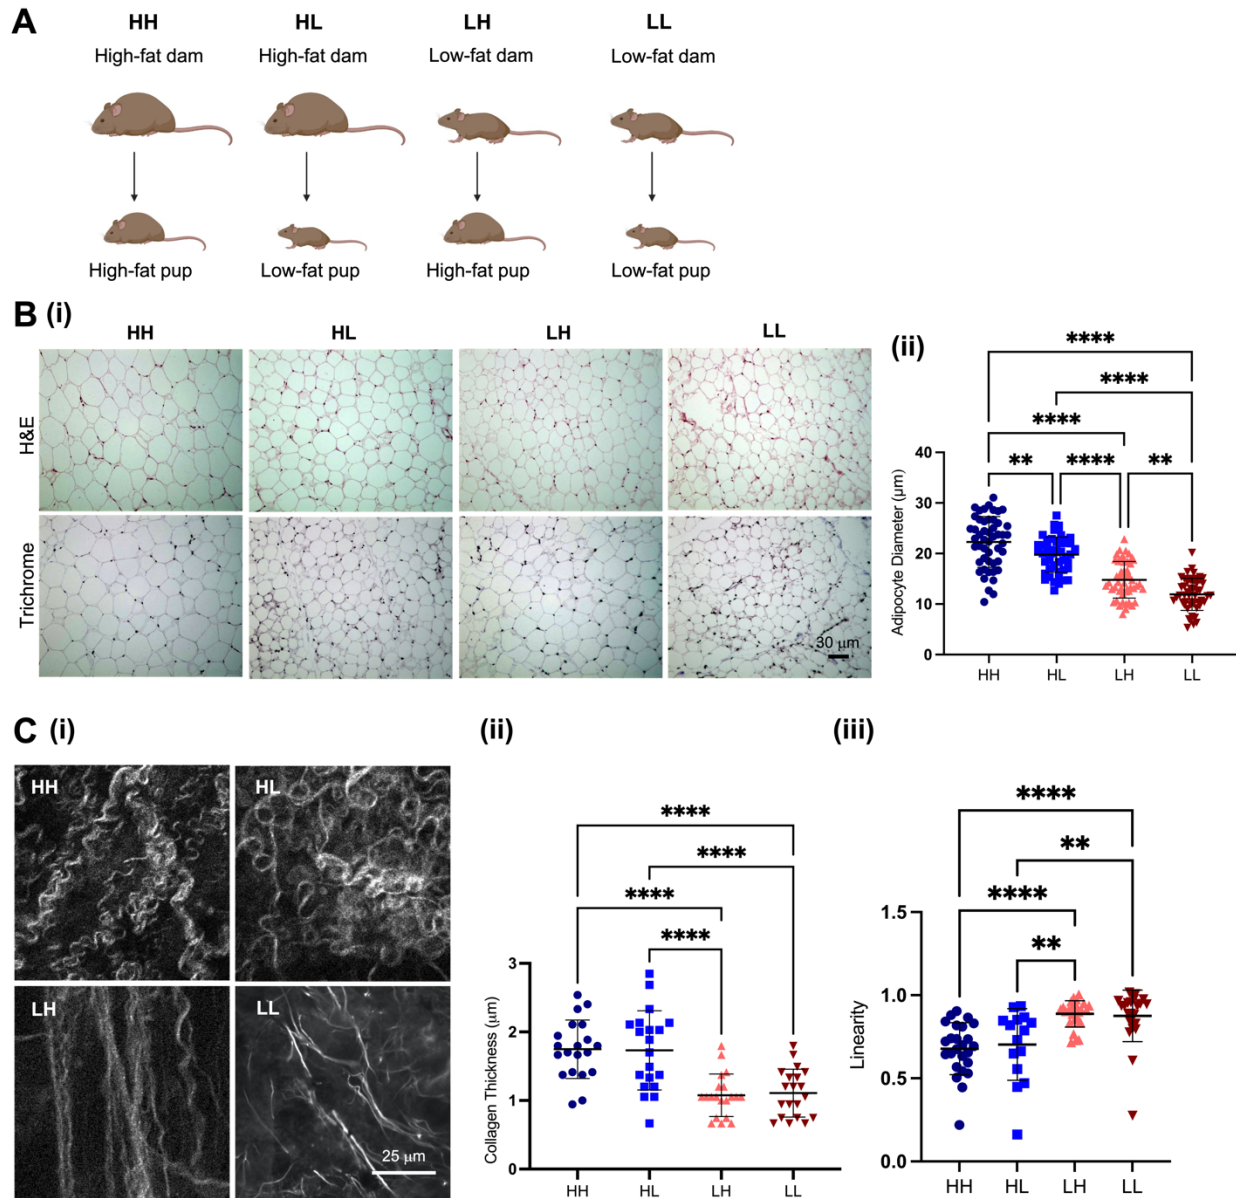 A
HH HL LH LL
High-fat dam High-fat dam Low-fat dam Low-fat dam
High-fat pup Low-fat pup High-fat pup Low-fat pup
B (i)
HH HL LH LL
H&E
Trichrome
30 μm
(ii)
****
****
****
** **** **
Adipocyte Diameter (μm)
40
30
20
10
0
HH HL LH LL
C (i)
HH HL
LH LL
25 μm
(ii)
****
****
****
****
Collagen Thickness (μm)
3
2
1
0
HH HL LH LL
(iii)
****
**
****
**
Linearity
1.5
1.0
0.5
0.0
HH HL LH LL